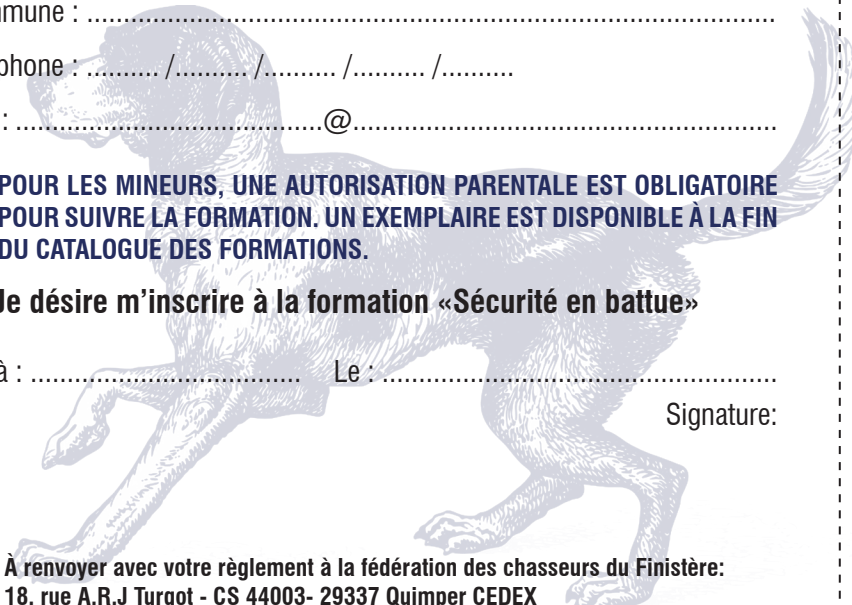 mmune : ..............................................................................................
phone : .......... /.......... /.......... /.......... /..........
: ..........................................@..........................................................
POUR LES MINEURS, UNE AUTORISATION PARENTALE EST OBLIGATOIRE
POUR SUIVRE LA FORMATION. UN EXEMPLAIRE EST DISPONIBLE À LA FIN
DU CATALOGUE DES FORMATIONS.
Je désire m’inscrire à la formation «Sécurité en battue»
à : ..................................... Le : ......................................................
Signature:
À renvoyer avec votre règlement à la fédération des chasseurs du Finistère:
18, rue A.R.J Turgot - CS 44003- 29337 Quimper CEDEX